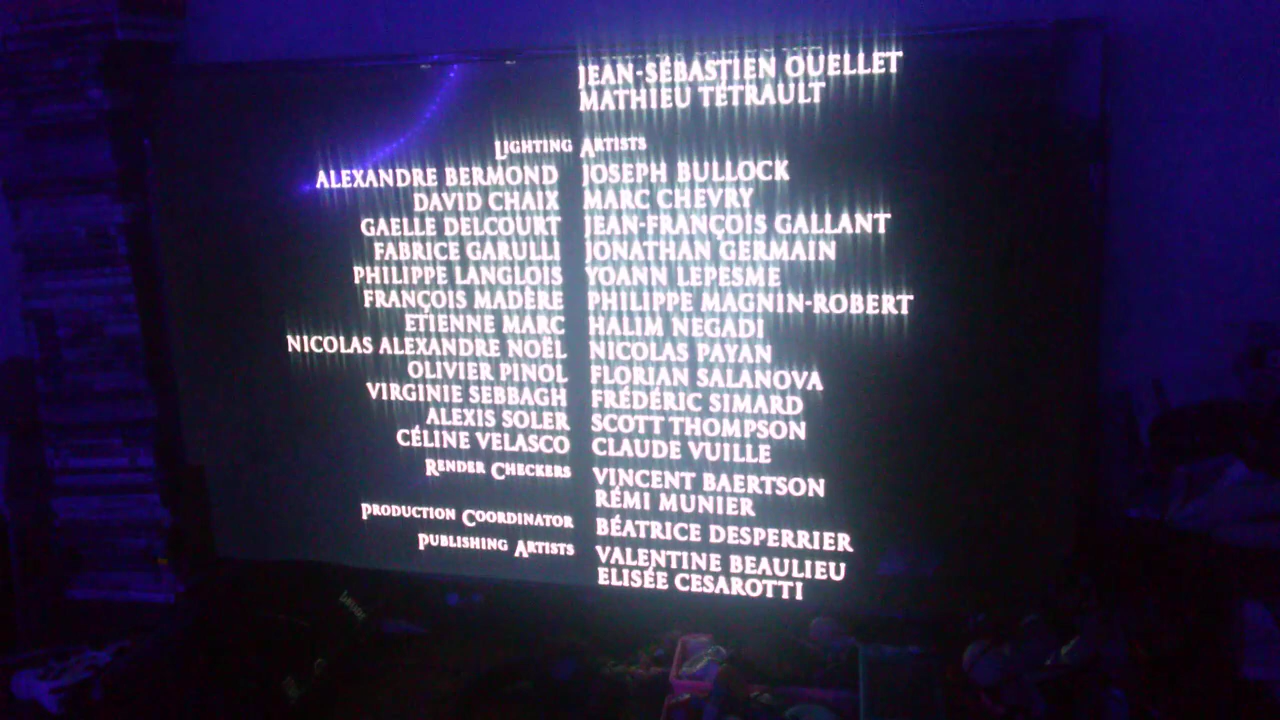 JEAN-SÉBASTIEN OUELLET
MATHIEU TÉTRAULT
LIGHTING ARTISTS
ALEXANDRE BERMOND JOSEPH BULLOCK
DAVID CHAIX MARC CHEVRY
GAELLE DELCOURT JEAN-FRANÇOIS GALLANT
FABRICE GARULLI JONATHAN GERMAIN
PHILIPPE LANGLOIS YOANN LEPESME
FRANÇOIS MADÈRE PHILIPPE MAGNIN-ROBERT
ETIENNE MARC HALIM NEGADI
NICOLAS ALEXANDRE NOËL NICOLAS PAYAN
OLIVIER PINOL FLORIAN SALANOVA
VIRGINIE SEBBAGH FRÉDÉRIC SIMARD
ALEXIS SOLER SCOTT THOMPSON
CÉLINE VELASCO CLAUDE VUILLE
RENDER CHECKERS VINCENT BAERTSON
RÉMI MUNIER
PRODUCTION COORDINATOR BÉATRICE DESPERRIER
PUBLISHING ARTISTS VALENTINE BEAULIEU
ELISÉE CESAROTTI